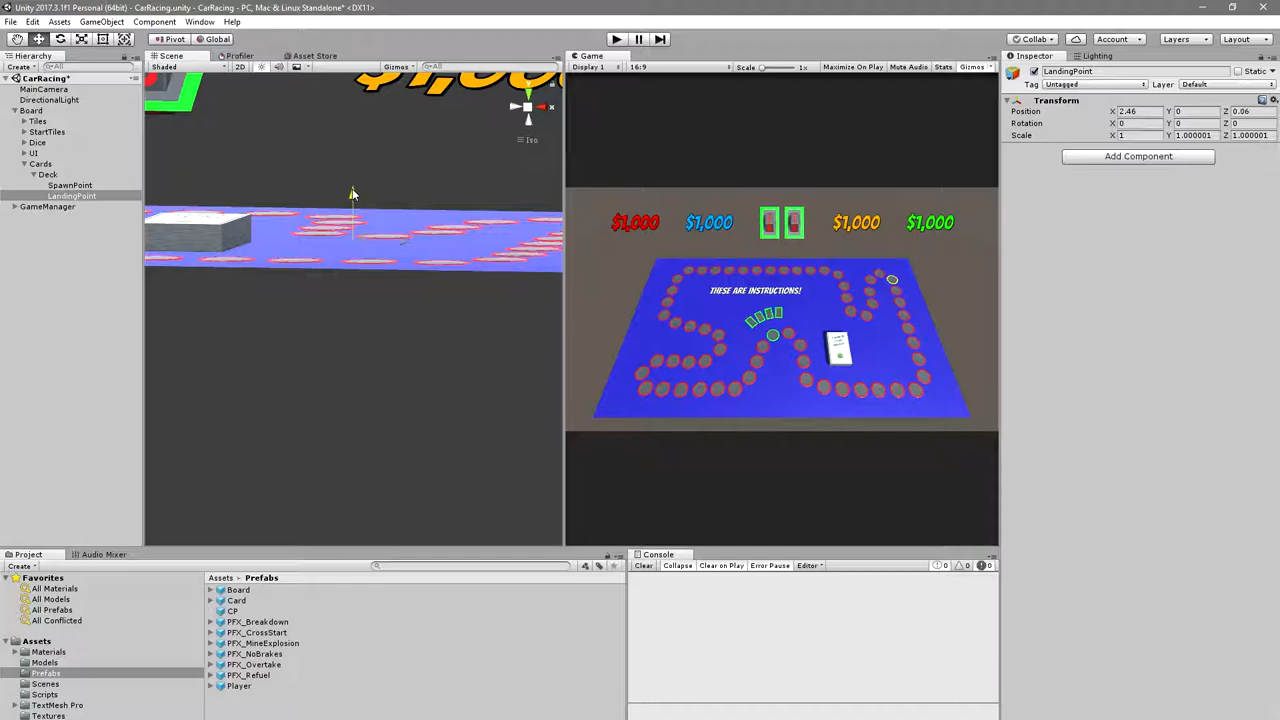 Unity 2017.3.1f1 Personal (64bit) - CarRacing.unity - CarRacing - PC, Mac & Linux Standalone* <DX11>
File Edit Assets GameObject Component Window Help
Pivot Global Collab Account Layers Layout
Hierarchy Scene Profiler Asset Store Game Inspector Lighting
Create All Shaded 2D Gizmos All Display 1 16:9 Scale 1x Maximize On Play Mute Audio Stats Gizmos LandingPoint Static
CarRacing*
MainCamera
DirectionalLight
Board
Tiles
StartTiles
Dice
UI
Cards
Deck
SpawnPoint
LandingPoint
GameManager
$1,000
x
Iso
$1,000 $1,000 $1,000 $1,000
THESE ARE INSTRUCTIONS!
Tag Untagged Layer Default
Transform
Position X 2.46 Y 0 Z 0.06
Rotation X 0 Y 0 Z 0
Scale X 1 Y 1.000001 Z 1.000001
Add Component
Project Audio Mixer Console
Create Clear Collapse Clear on Play Error Pause Editor 0 0 0
Favorites
All Materials
All Models
All Prefabs
All Conflicted
Assets
Materials
Models
Prefabs
Scenes
Scripts
TextMesh Pro
Textures
Assets Prefabs
Board
Card
CP
PFX_Breakdown
PFX_CrossStart
PFX_MineExplosion
PFX_NoBrakes
PFX_Overtake
PFX_Refuel
Player